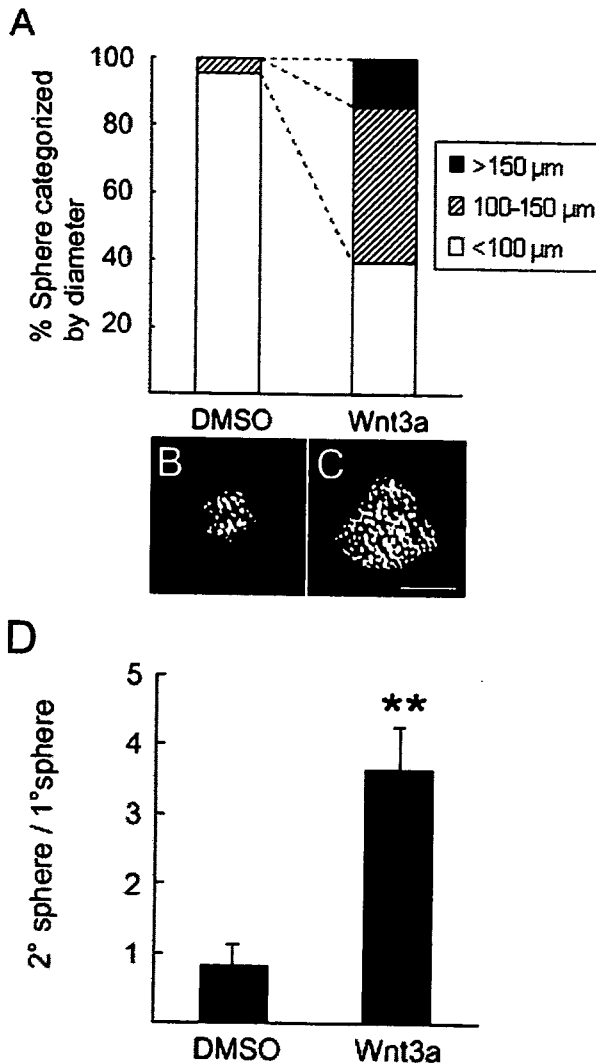 A
% Sphere categorized
by diameter
100
80
60
40
20
>150 µm
100-150 µm
<100 µm
DMSO
Wnt3a
B
C
D
2° sphere / 1°sphere
5
4
3
2
1
**
DMSO
Wnt3a